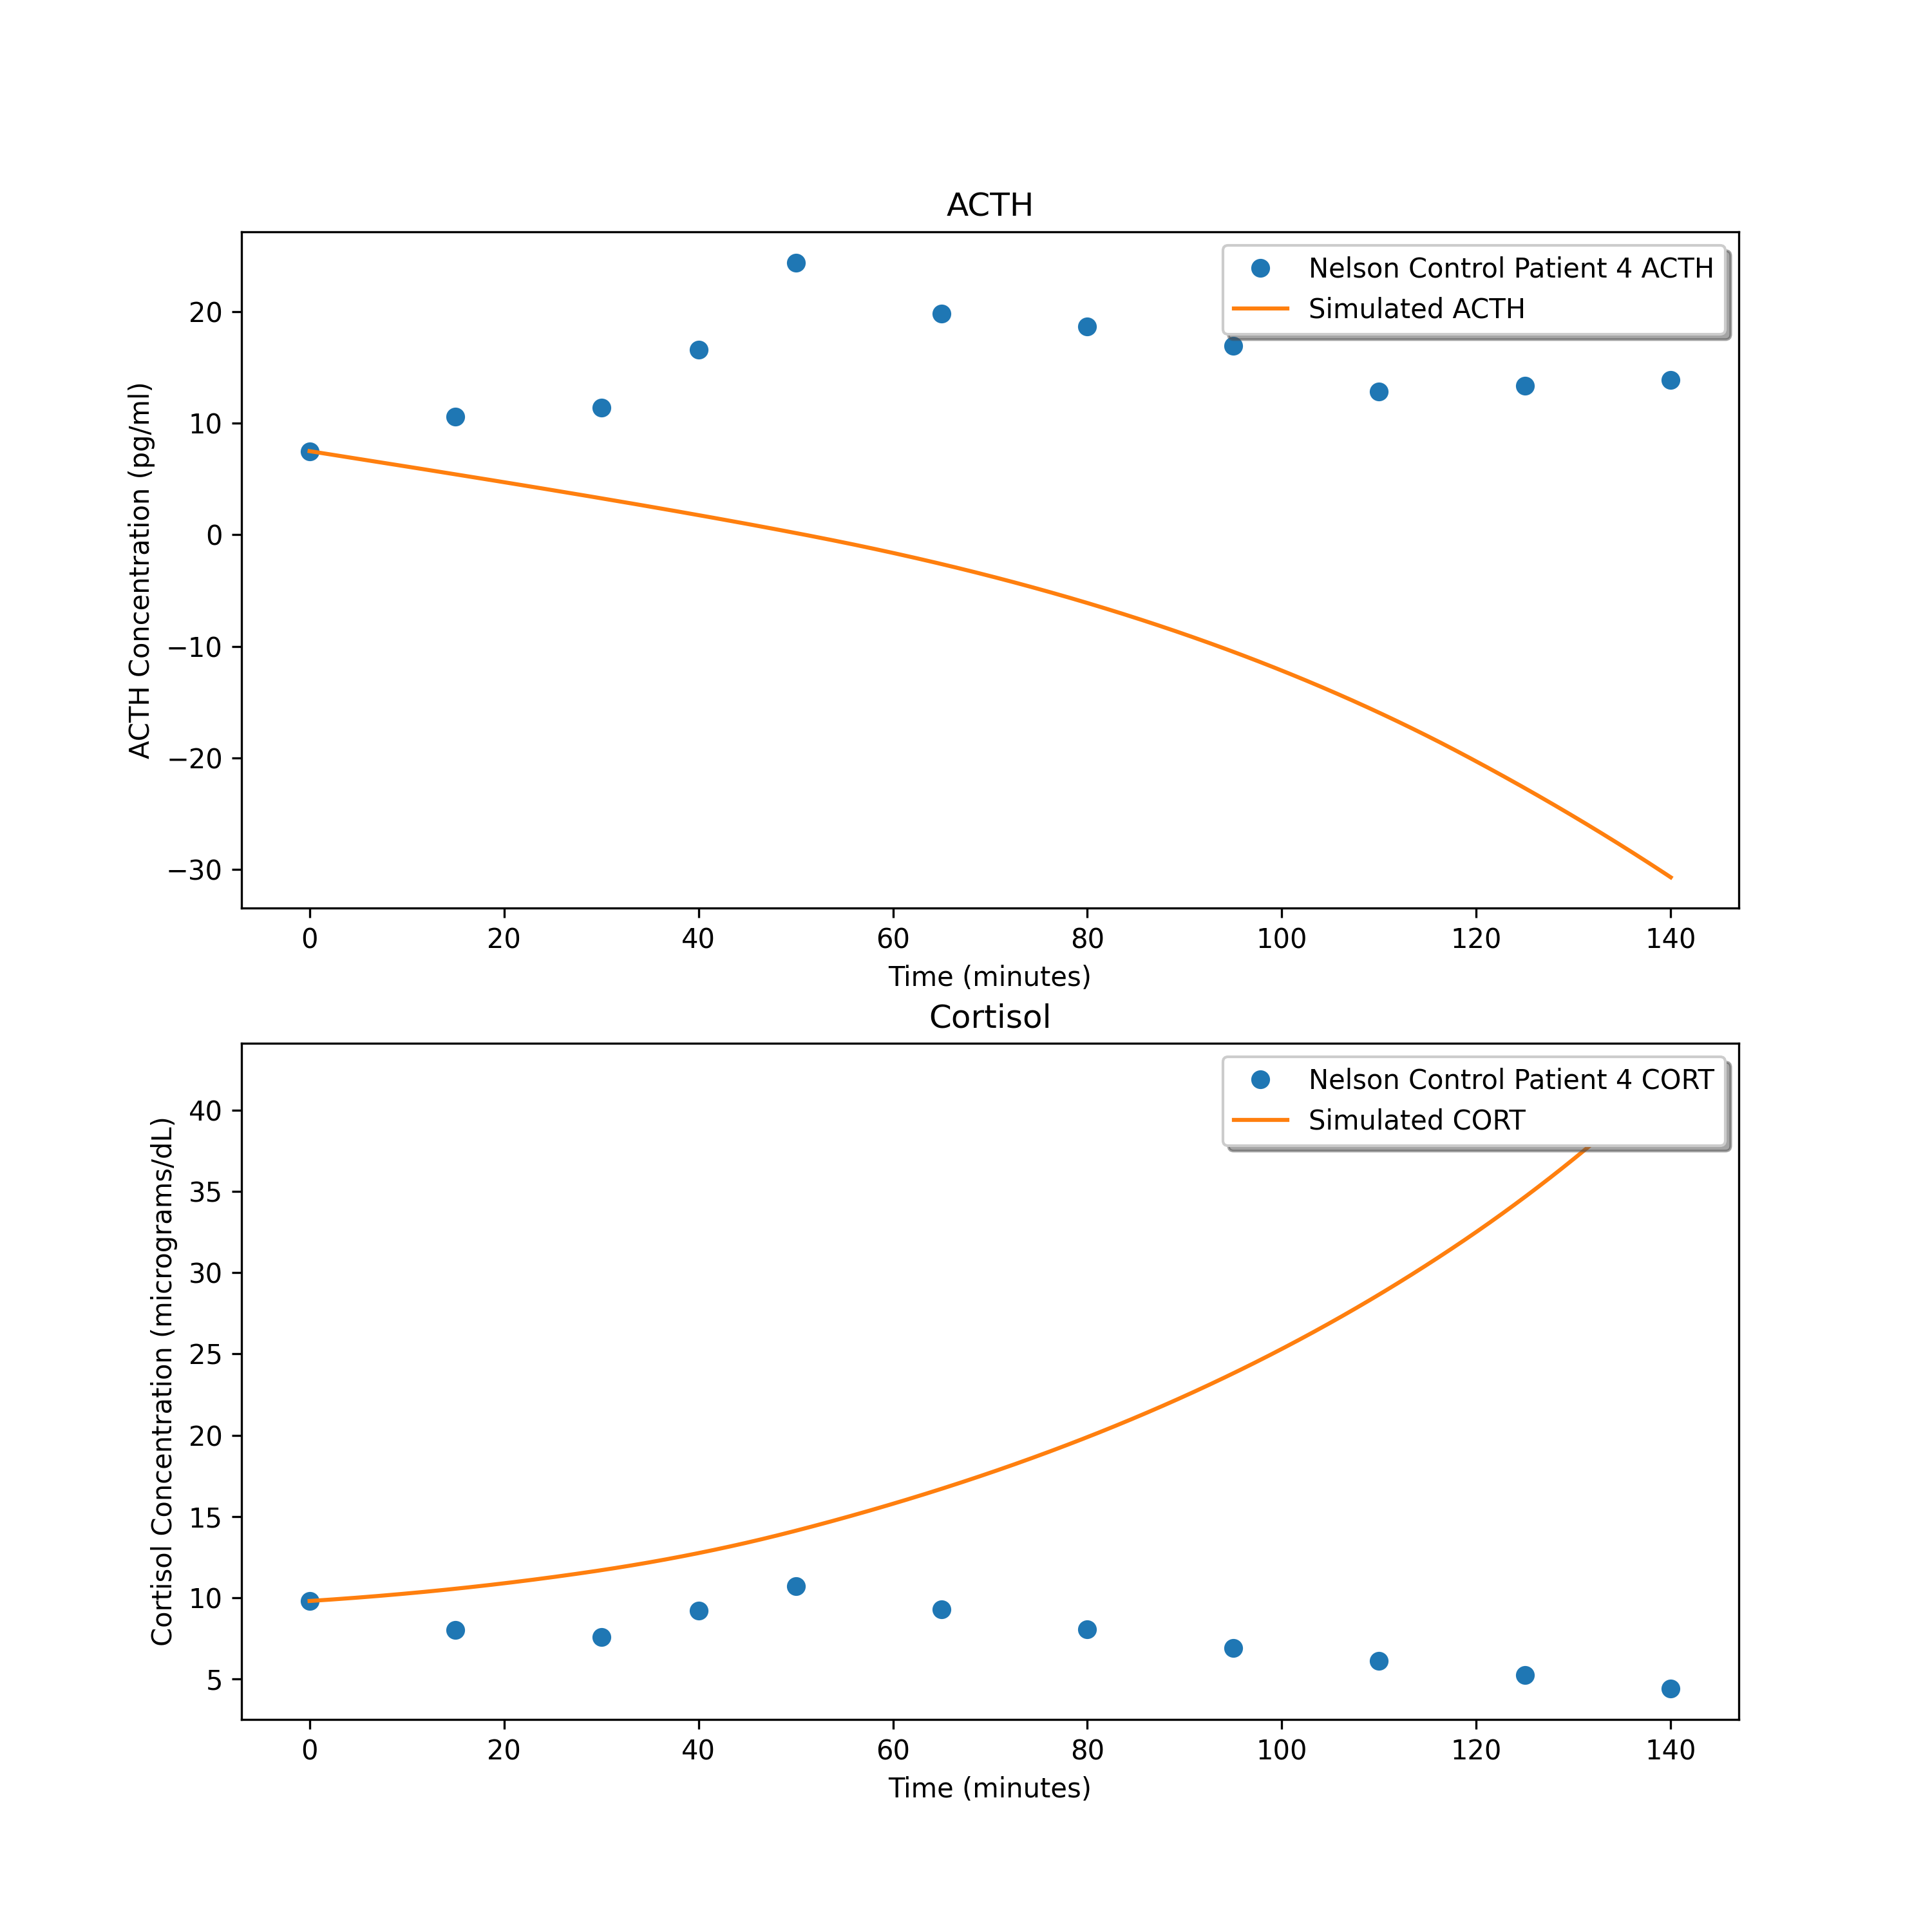 ACTH
Nelson Control Patient 4 ACTH
Simulated ACTH
ACTH Concentration (pg/ml)
20
10
0
−10
−20
−30
0 20 40 60 80 100 120 140
Time (minutes)
Cortisol
Nelson Control Patient 4 CORT
Simulated CORT
Cortisol Concentration (micrograms/dL)
40
35
30
25
20
15
10
5
0 20 40 60 80 100 120 140
Time (minutes)